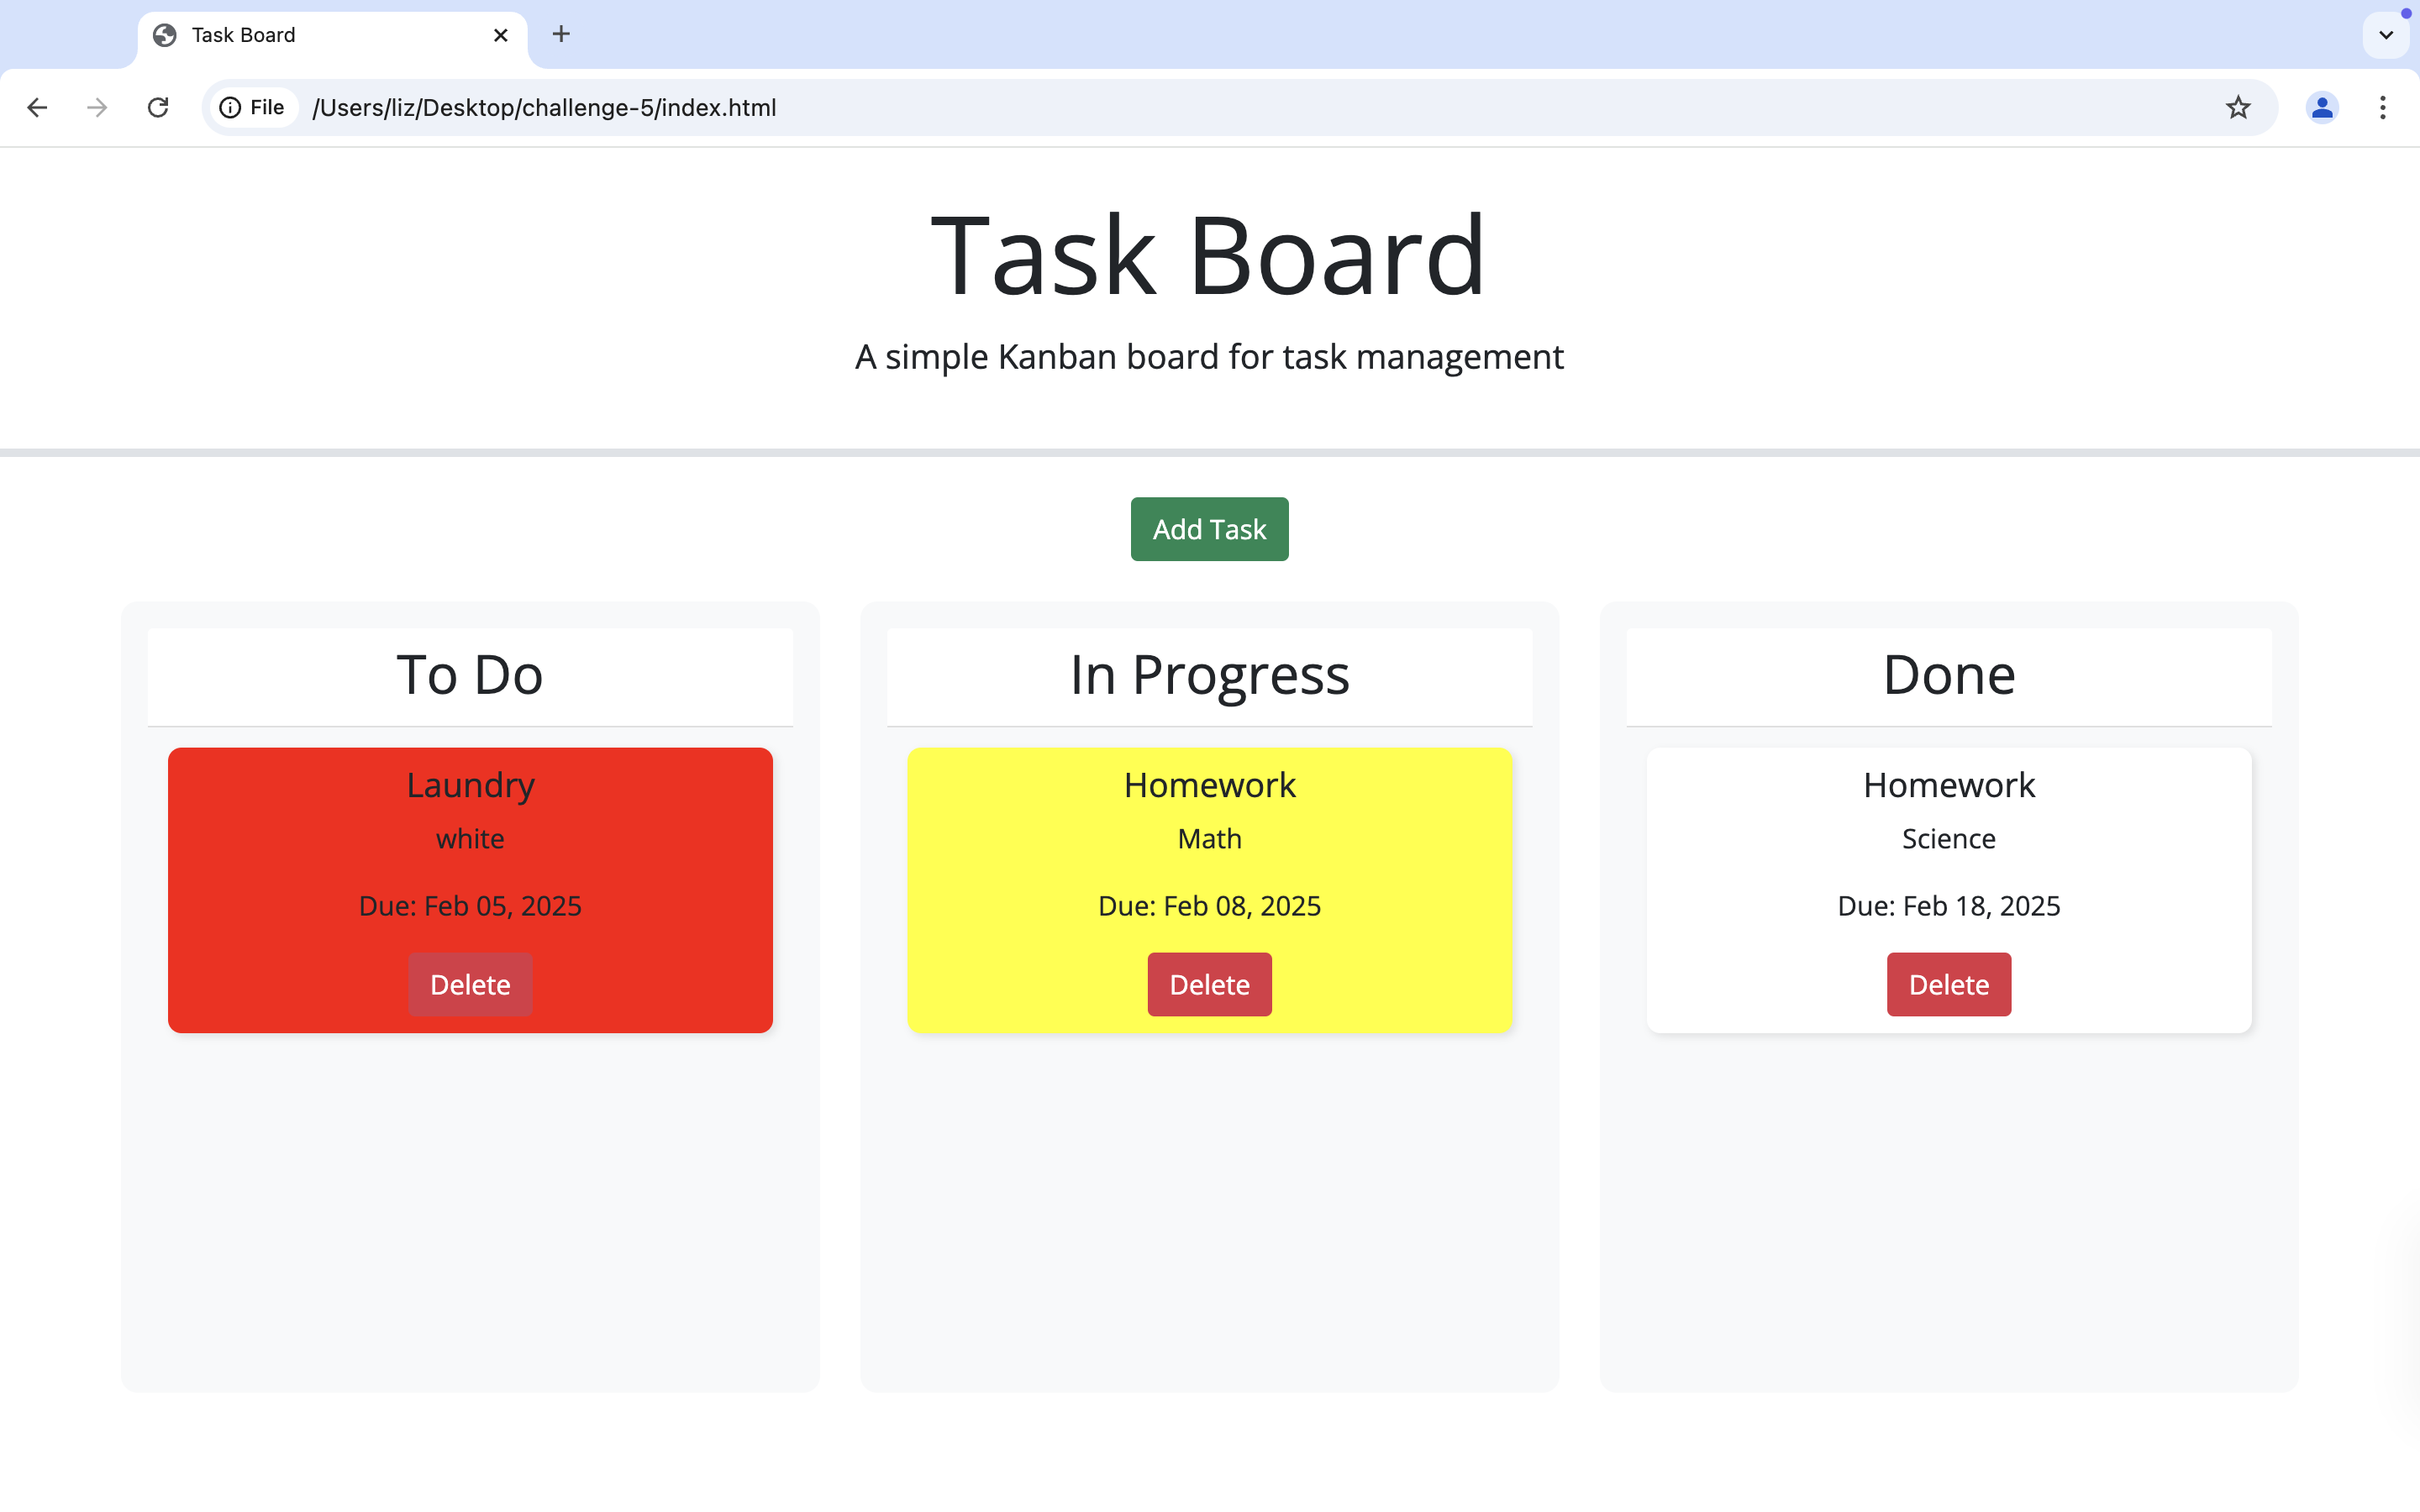 Task Board
File
/Users/liz/Desktop/challenge-5/index.html
Task Board
A simple Kanban board for task management
Add Task
To Do
Laundry
white
Due: Feb 05, 2025
Delete
In Progress
Homework
Math
Due: Feb 08, 2025
Delete
Done
Homework
Science
Due: Feb 18, 2025
Delete